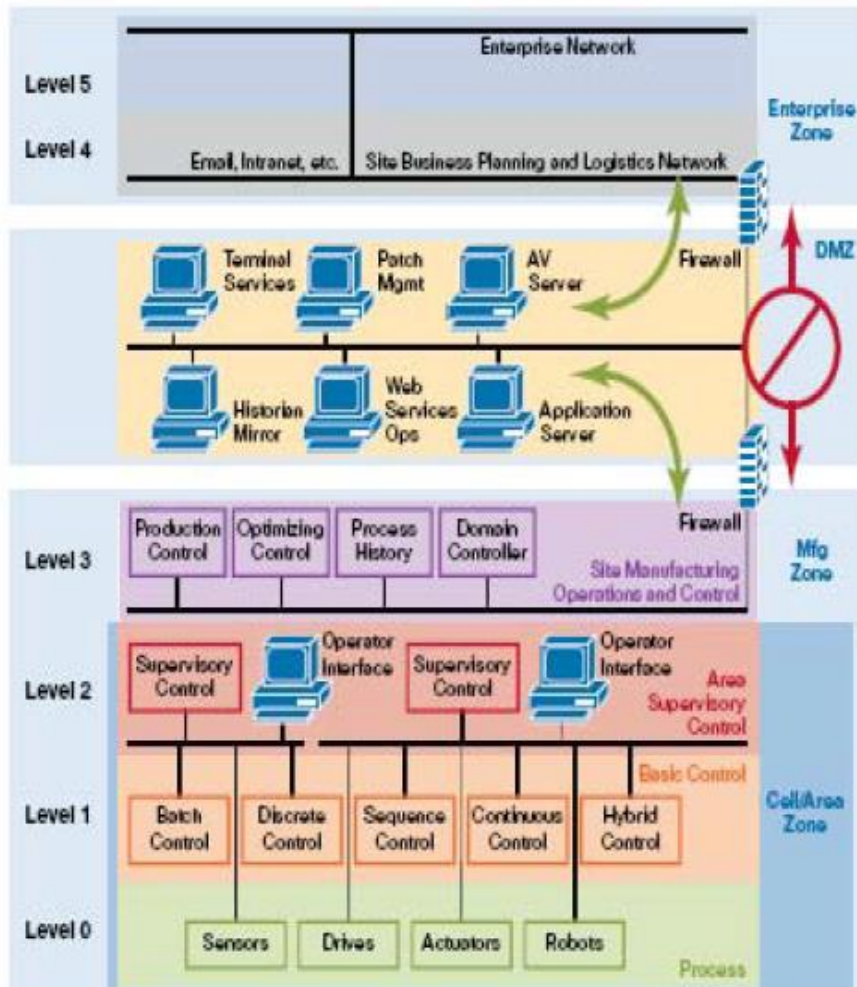 Level 5
Enterprise Network
Level 4
Email, Intranet, etc.
Site Business Planning and Logistics Network
Enterprise
Zone
Terminal
Services
Patch
Mgmt
AV
Server
Firewall
DMZ
Historian
Mirror
Web
Services
Ops
Application
Server
Level 3
Production
Control
Optimizing
Control
Process
History
Domain
Controller
Firewall
Site Manufacturing
Operations and Control
Mfg
Zone
Level 2
Supervisory
Control
Operator
Interface
Supervisory
Control
Operator
Interface
Area
Supervisory
Control
Level 1
Basic Control
Batch
Control
Discrete
Control
Sequence
Control
Continuous
Control
Hybrid
Control
Cell/Area
Zone
Level 0
Sensors
Drives
Actuators
Robots
Process